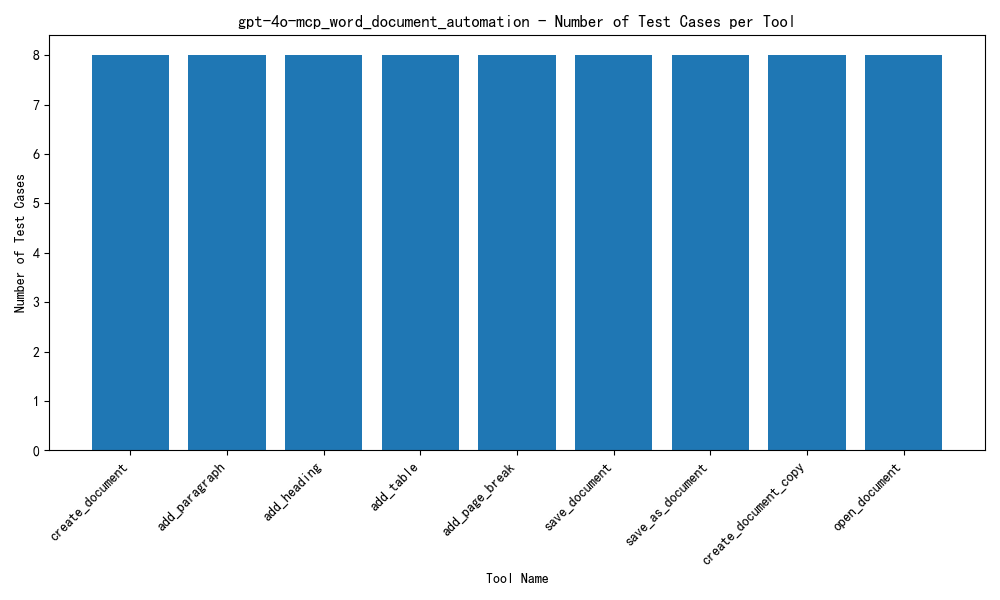 gpt-4o-mcp_word_document_automation - Number of Test Cases per Tool
Number of Test Cases
8
7
6
5
4
3
2
1
0
create_document
add_paragraph
add_heading
add_table
add_page_break
save_document
save_as_document
create_document_copy
open_document
Tool Name